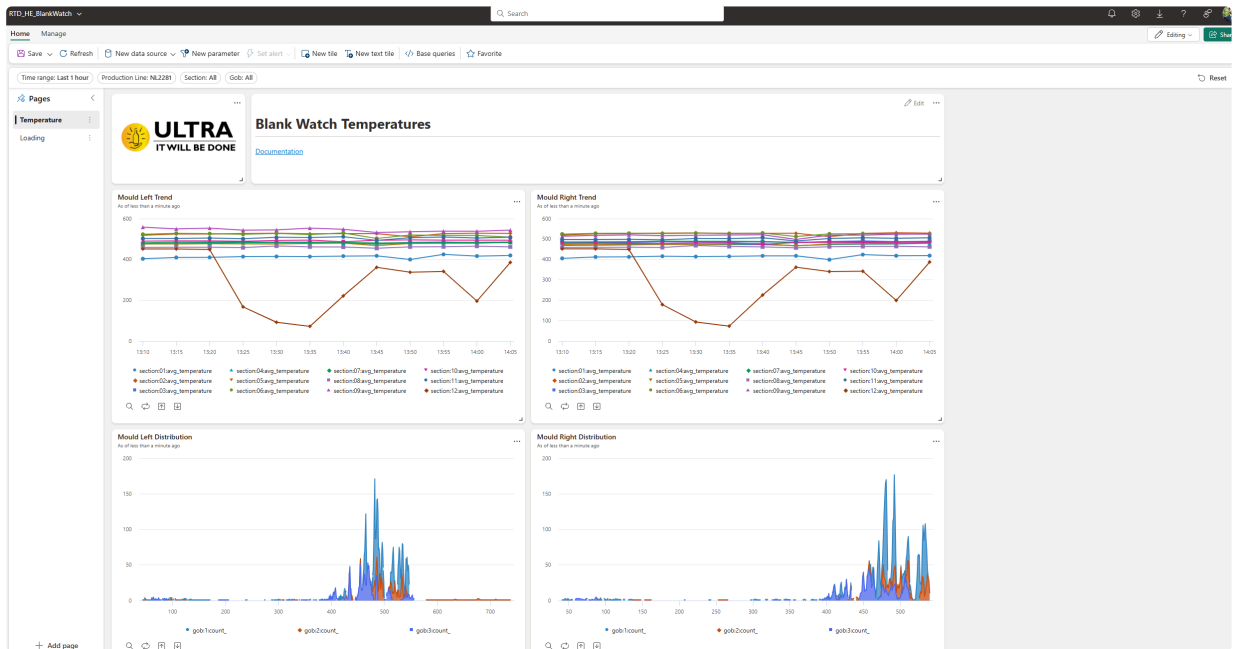 RTD_HE_BlankWatch
Search
?
Home Manage
Editing
Save Refresh New data source New parameter Set alert New tile New text tile Base queries Favorite
Time range: Last 1 hour Production Line: NL2281 Section: All Gob: All
Reset
Pages
Temperature
Loading
Add page
ULTRA
IT WILL BE DONE
Edit
Blank Watch Temperatures
Documentation
Mould Left Trend
As of less than a minute ago
600
400
200
0
13:10 13:15 13:20 13:25 13:30 13:35 13:40 13:45 13:50 13:55 14:00 14:05
section:01:avg_temperature section:04:avg_temperature section:07:avg_temperature section:10:avg_temperature
section:02:avg_temperature section:05:avg_temperature section:08:avg_temperature section:11:avg_temperature
section:03:avg_temperature section:06:avg_temperature section:09:avg_temperature section:12:avg_temperature
Mould Right Trend
As of less than a minute ago
600
500
400
300
200
100
0
13:10 13:15 13:20 13:25 13:30 13:35 13:40 13:45 13:50 13:55 14:00 14:05
section:01:avg_temperature section:04:avg_temperature section:07:avg_temperature section:10:avg_temperature
section:02:avg_temperature section:05:avg_temperature section:08:avg_temperature section:11:avg_temperature
section:03:avg_temperature section:06:avg_temperature section:09:avg_temperature section:12:avg_temperature
Mould Left Distribution
As of less than a minute ago
200
150
100
50
0
100 200 300 400 500 600 700
gob:1:count_ gob:2:count_ gob:3:count_
Mould Right Distribution
As of less than a minute ago
200
150
100
50
0
50 100 150 200 250 300 350 400 450 500
gob:1:count_ gob:2:count_ gob:3:count_